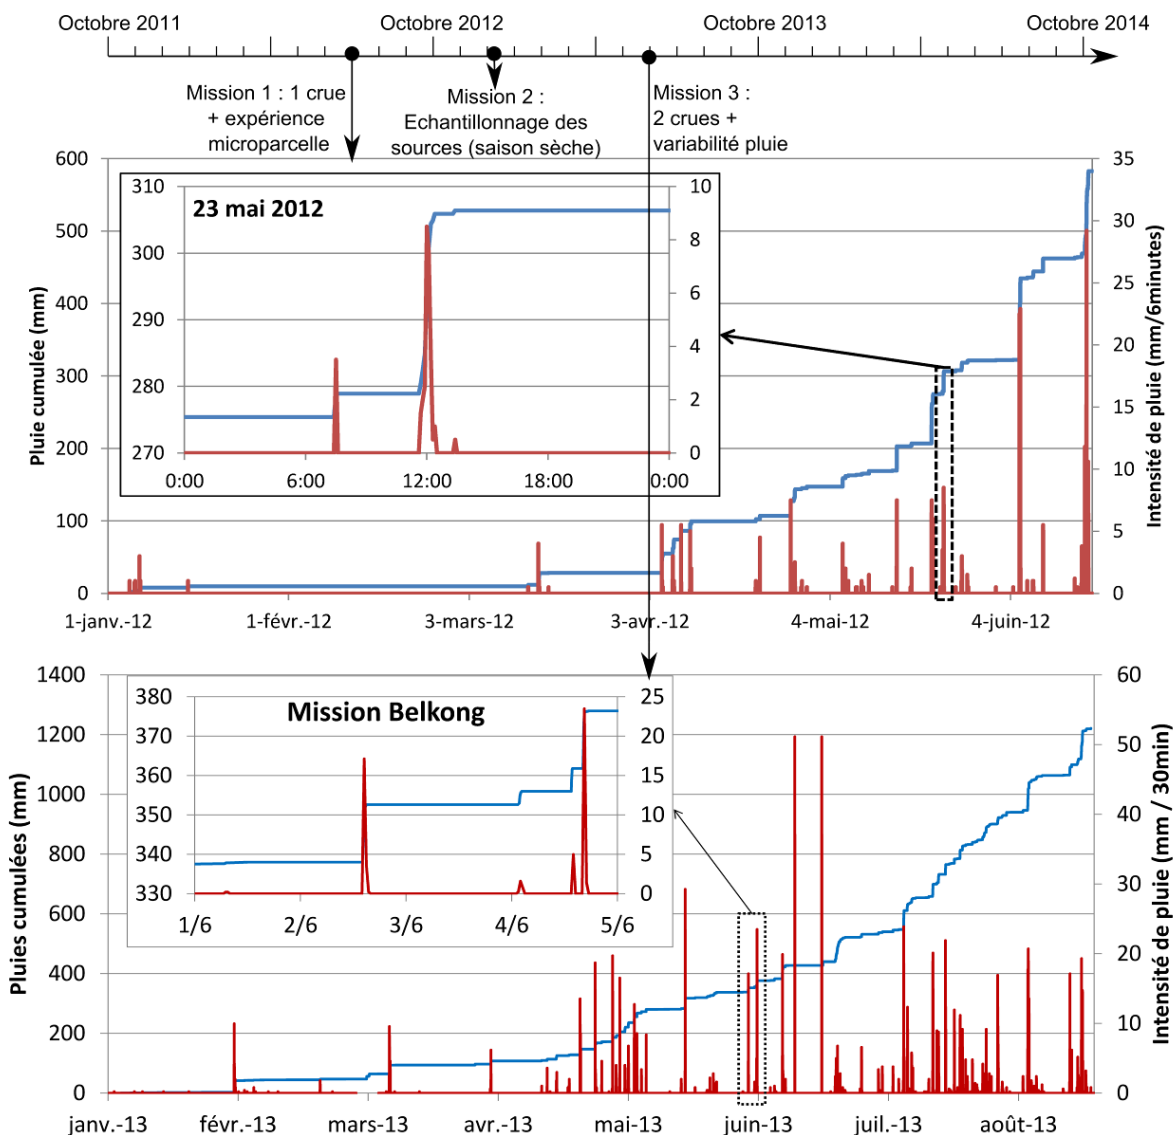 Octobre 2011
Octobre 2012
Octobre 2013
Octobre 2014
Mission 1 : 1 crue
+ expérience
microparcelle
Mission 2 :
Echantillonnage des
sources (saison sèche)
Mission 3 :
2 crues +
variabilité pluie
Pluie cumulée (mm)
600
500
400
300
200
100
0
35
30
25
20
15
10
5
0
Intensité de pluie (mm/6minutes)
23 mai 2012
310
300
290
280
270
10
8
6
4
2
0
0:00
6:00
12:00
18:00
0:00
1-janv.-12
1-févr.-12
3-mars-12
3-avr.-12
4-mai-12
4-juin-12
Pluies cumulées (mm)
1400
1200
1000
800
600
400
200
0
60
50
40
30
20
10
0
Intensité de pluie (mm / 30min)
Mission Belkong
380
370
360
350
340
330
25
20
15
10
5
0
1/6
2/6
3/6
4/6
5/6
janv.-13
févr.-13
mars-13
avr.-13
mai-13
juin-13
juil.-13
août-13